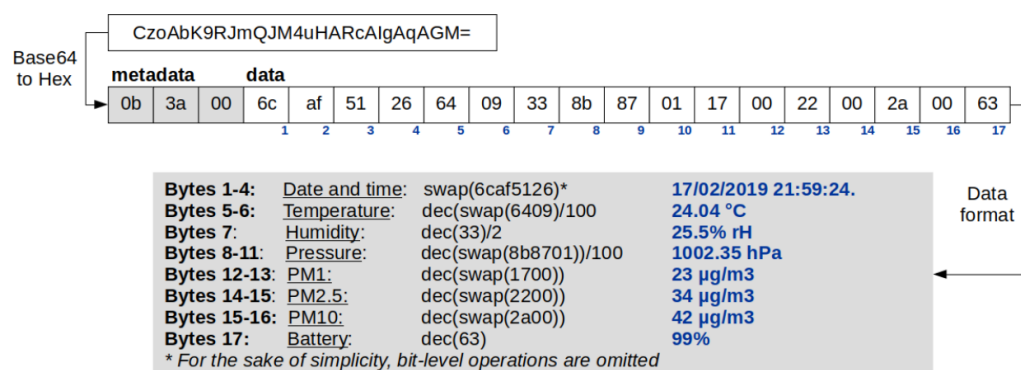 CzoAbK9RJmQJM4uHARcAIgAqAGM=
Base64
to Hex
metadata data
0b 3a 00 6c af 51 26 64 09 33 8b 87 01 17 00 22 00 2a 00 63
1 2 3 4 5 6 7 8 9 10 11 12 13 14 15 16 17
Bytes 1-4: Date and time: swap(6caf5126)* 17/02/2019 21:59:24.
Bytes 5-6: Temperature: dec(swap(6409)/100 24.04 °C
Bytes 7: Humidity: dec(33)/2 25.5% rH
Bytes 8-11: Pressure: dec(swap(8b8701))/100 1002.35 hPa
Bytes 12-13: PM1: dec(swap(1700)) 23 µg/m3
Bytes 14-15: PM2.5: dec(swap(2200)) 34 µg/m3
Bytes 15-16: PM10: dec(swap(2a00)) 42 µg/m3
Bytes 17: Battery: dec(63) 99%
* For the sake of simplicity, bit-level operations are omitted
Data
format